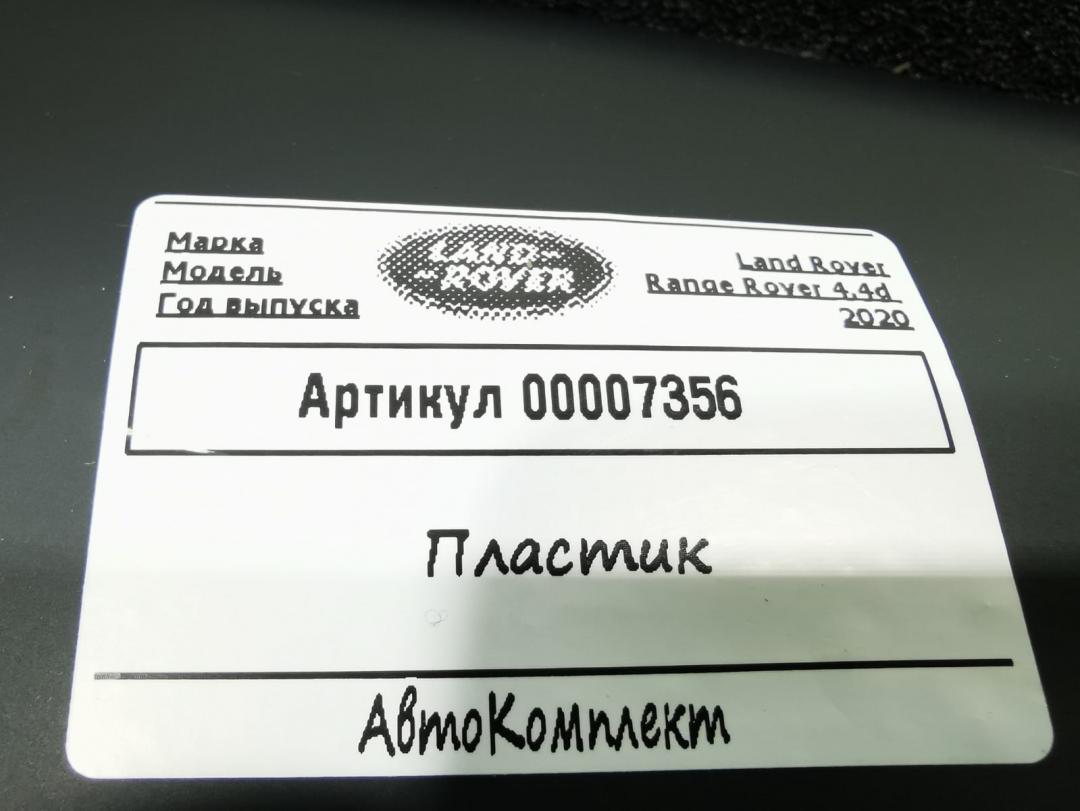 Марка
Модель
Год выпуска
LAND-
-ROVER
Land Rover
Range Rover 4.4d
2020
Артикул 00007356
Пластик
АвтоКомплект